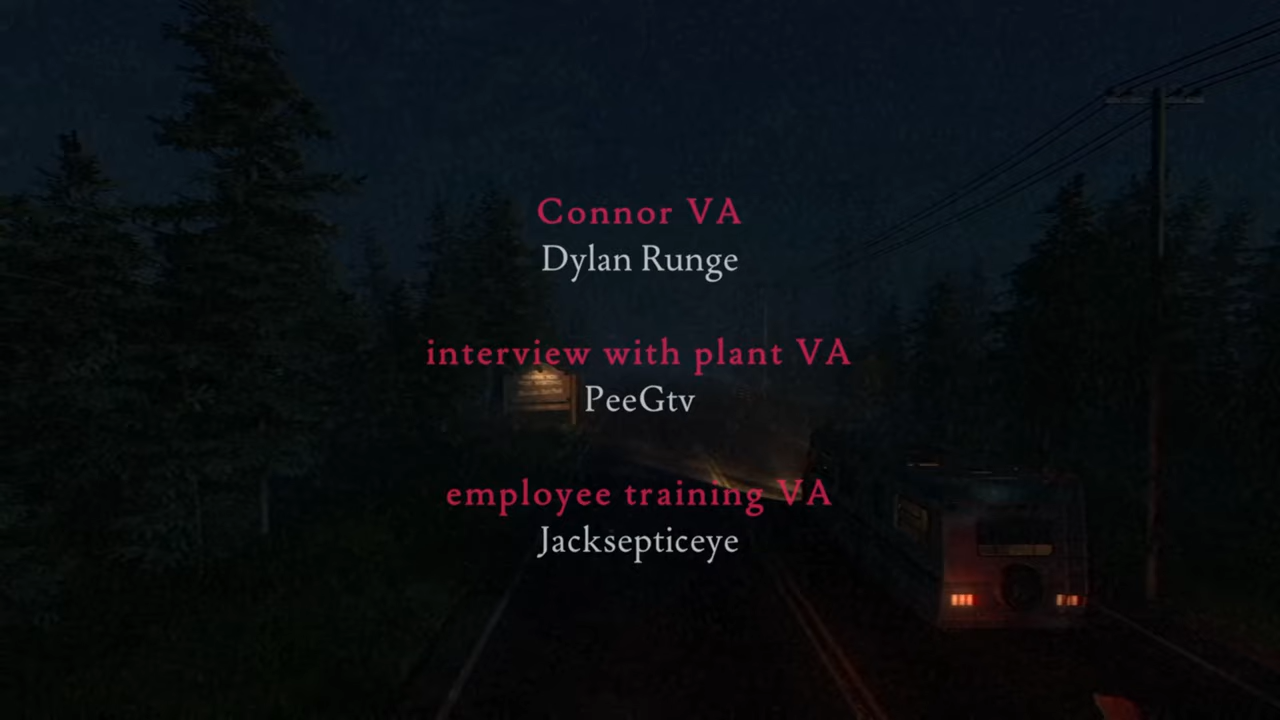 Connor VA
Dylan Runge
interview with plant VA
PeeGtv
employee training VA
Jacksepticeye